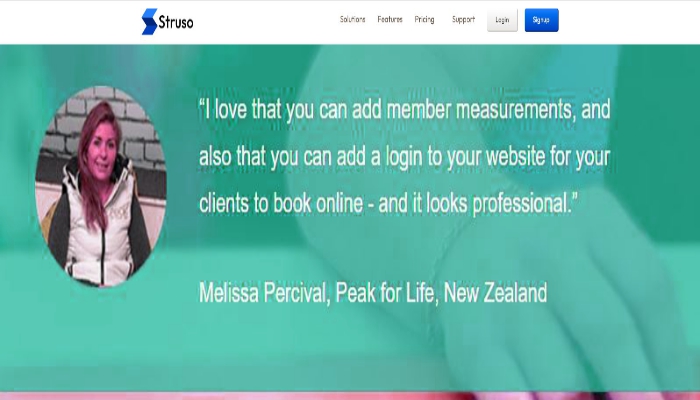 Struso
Solutions Features Pricing Support Login Signup
“I love that you can add member measurements, and
also that you can add a login to your website for your
clients to book online - and it looks professional.”
Melissa Percival, Peak for Life, New Zealand